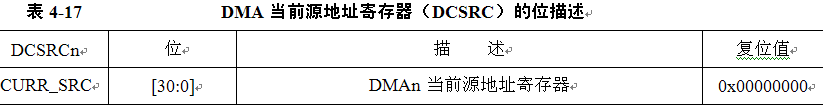 表 4-17 DMA 当前源地址寄存器（DCSRC）的位描述
DCSRCn 位 描 述 复位值
CURR_SRC [30:0] DMAn 当前源地址寄存器 0x00000000